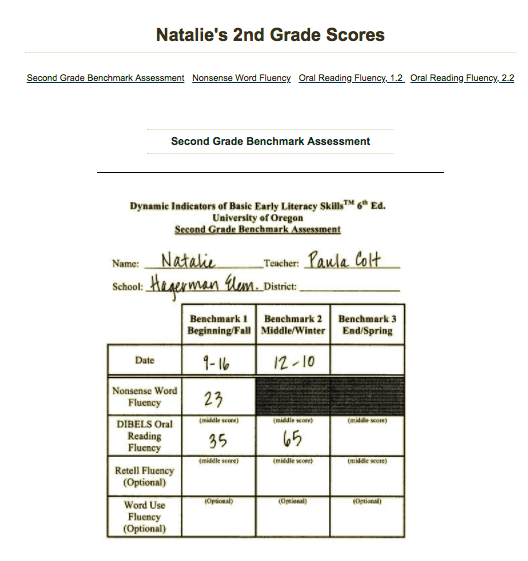 Natalie's 2nd Grade Scores
Second Grade Benchmark Assessment Nonsense Word Fluency Oral Reading Fluency, 1.2 Oral Reading Fluency, 2.2
Second Grade Benchmark Assessment
Dynamic Indicators of Basic Early Literacy Skills™ 6th Ed.
University of Oregon
Second Grade Benchmark Assessment
Name: Natalie Teacher: Paula Colt
School: Hagerman Elem. District:
Benchmark 1 Benchmark 2 Benchmark 3
Beginning/Fall Middle/Winter End/Spring
Date 9-16 12-10
Nonsense Word
Fluency
23
DIBELS Oral
Reading
Fluency
(middle score) (middle score) (middle score)
35 65
Retell Fluency
(Optional)
(middle score) (middle score) (middle score)
Word Use
Fluency
(Optional)
(Optional) (Optional) (Optional)